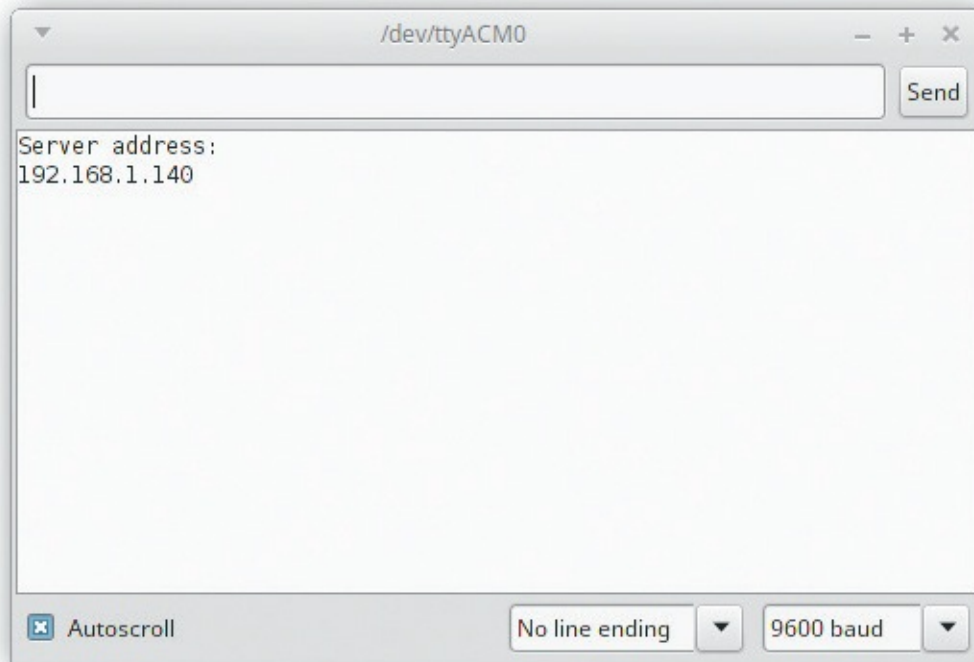 /dev/ttyACM0
Send
Server address:
192.168.1.140
Autoscroll
No line ending
9600 baud